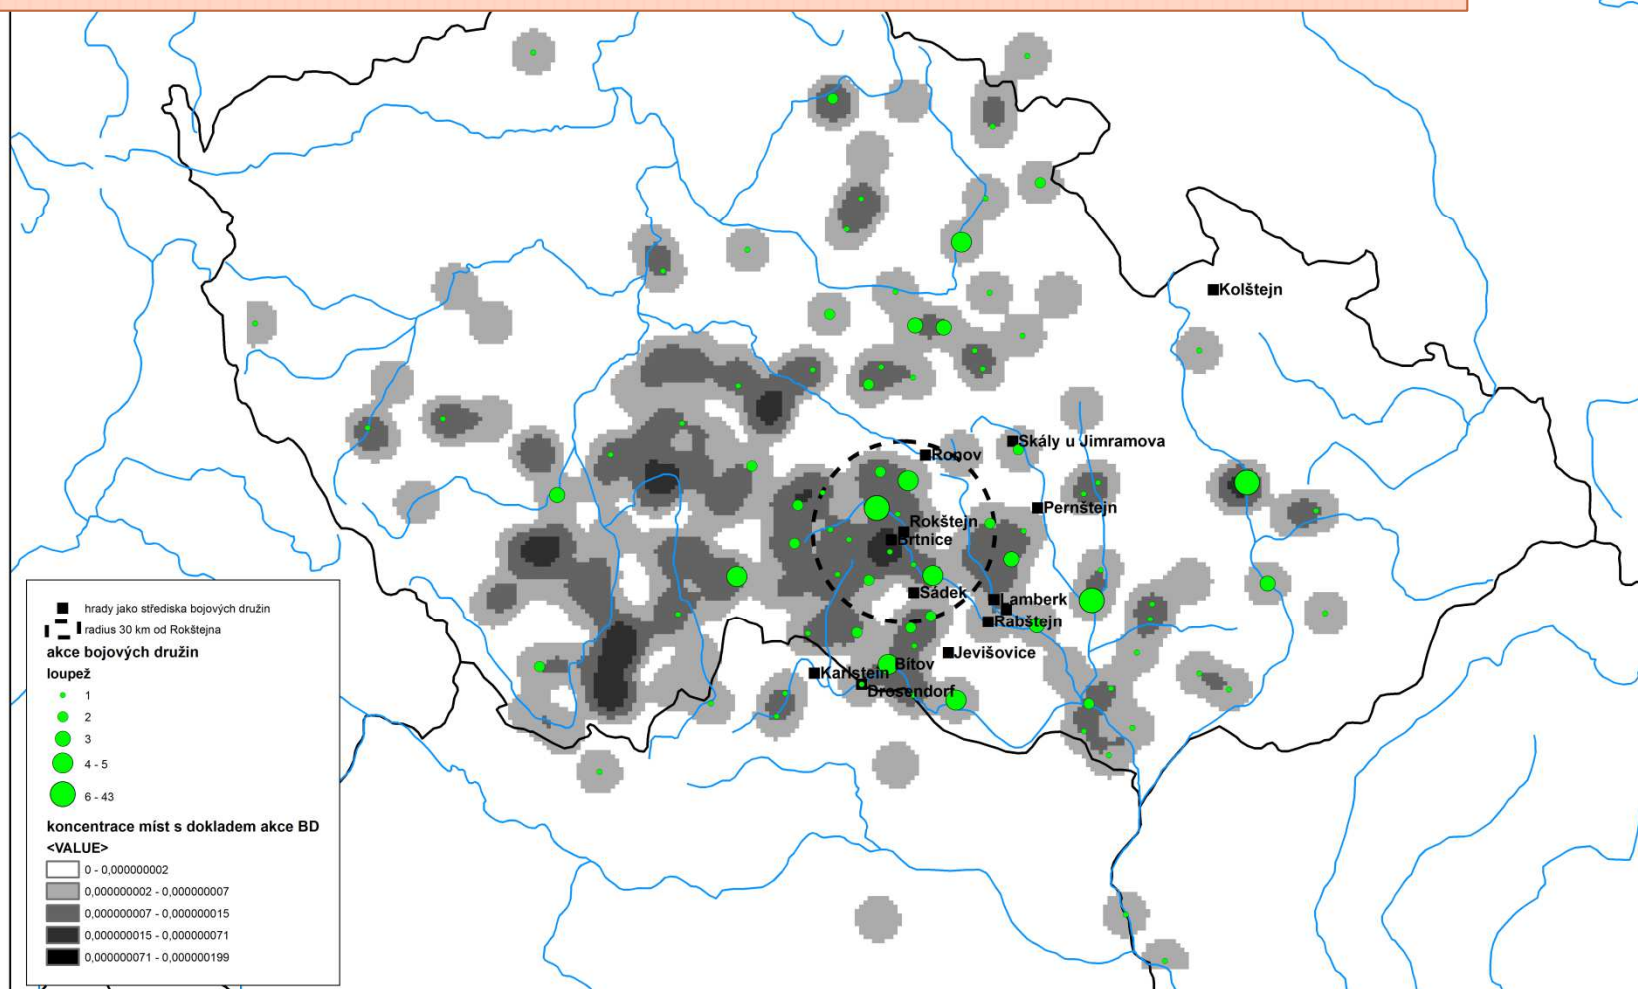 Kolštejn
Skály u Jimramova
Ronov
Pernštejn
Rokštejn
Brtnice
Sádek
Lamberk
Rabštejn
Jevišovice
Bítov
Karlstein
Drosendorf
hrady jako střediska bojových družin
radius 30 km od Rokštejna
akce bojových družin
loupež
1
2
3
4 - 5
6 - 43
koncentrace míst s dokladem akce BD
<VALUE>
0 - 0,000000002
0,000000002 - 0,000000007
0,000000007 - 0,000000015
0,000000015 - 0,000000071
0,000000071 - 0,000000199